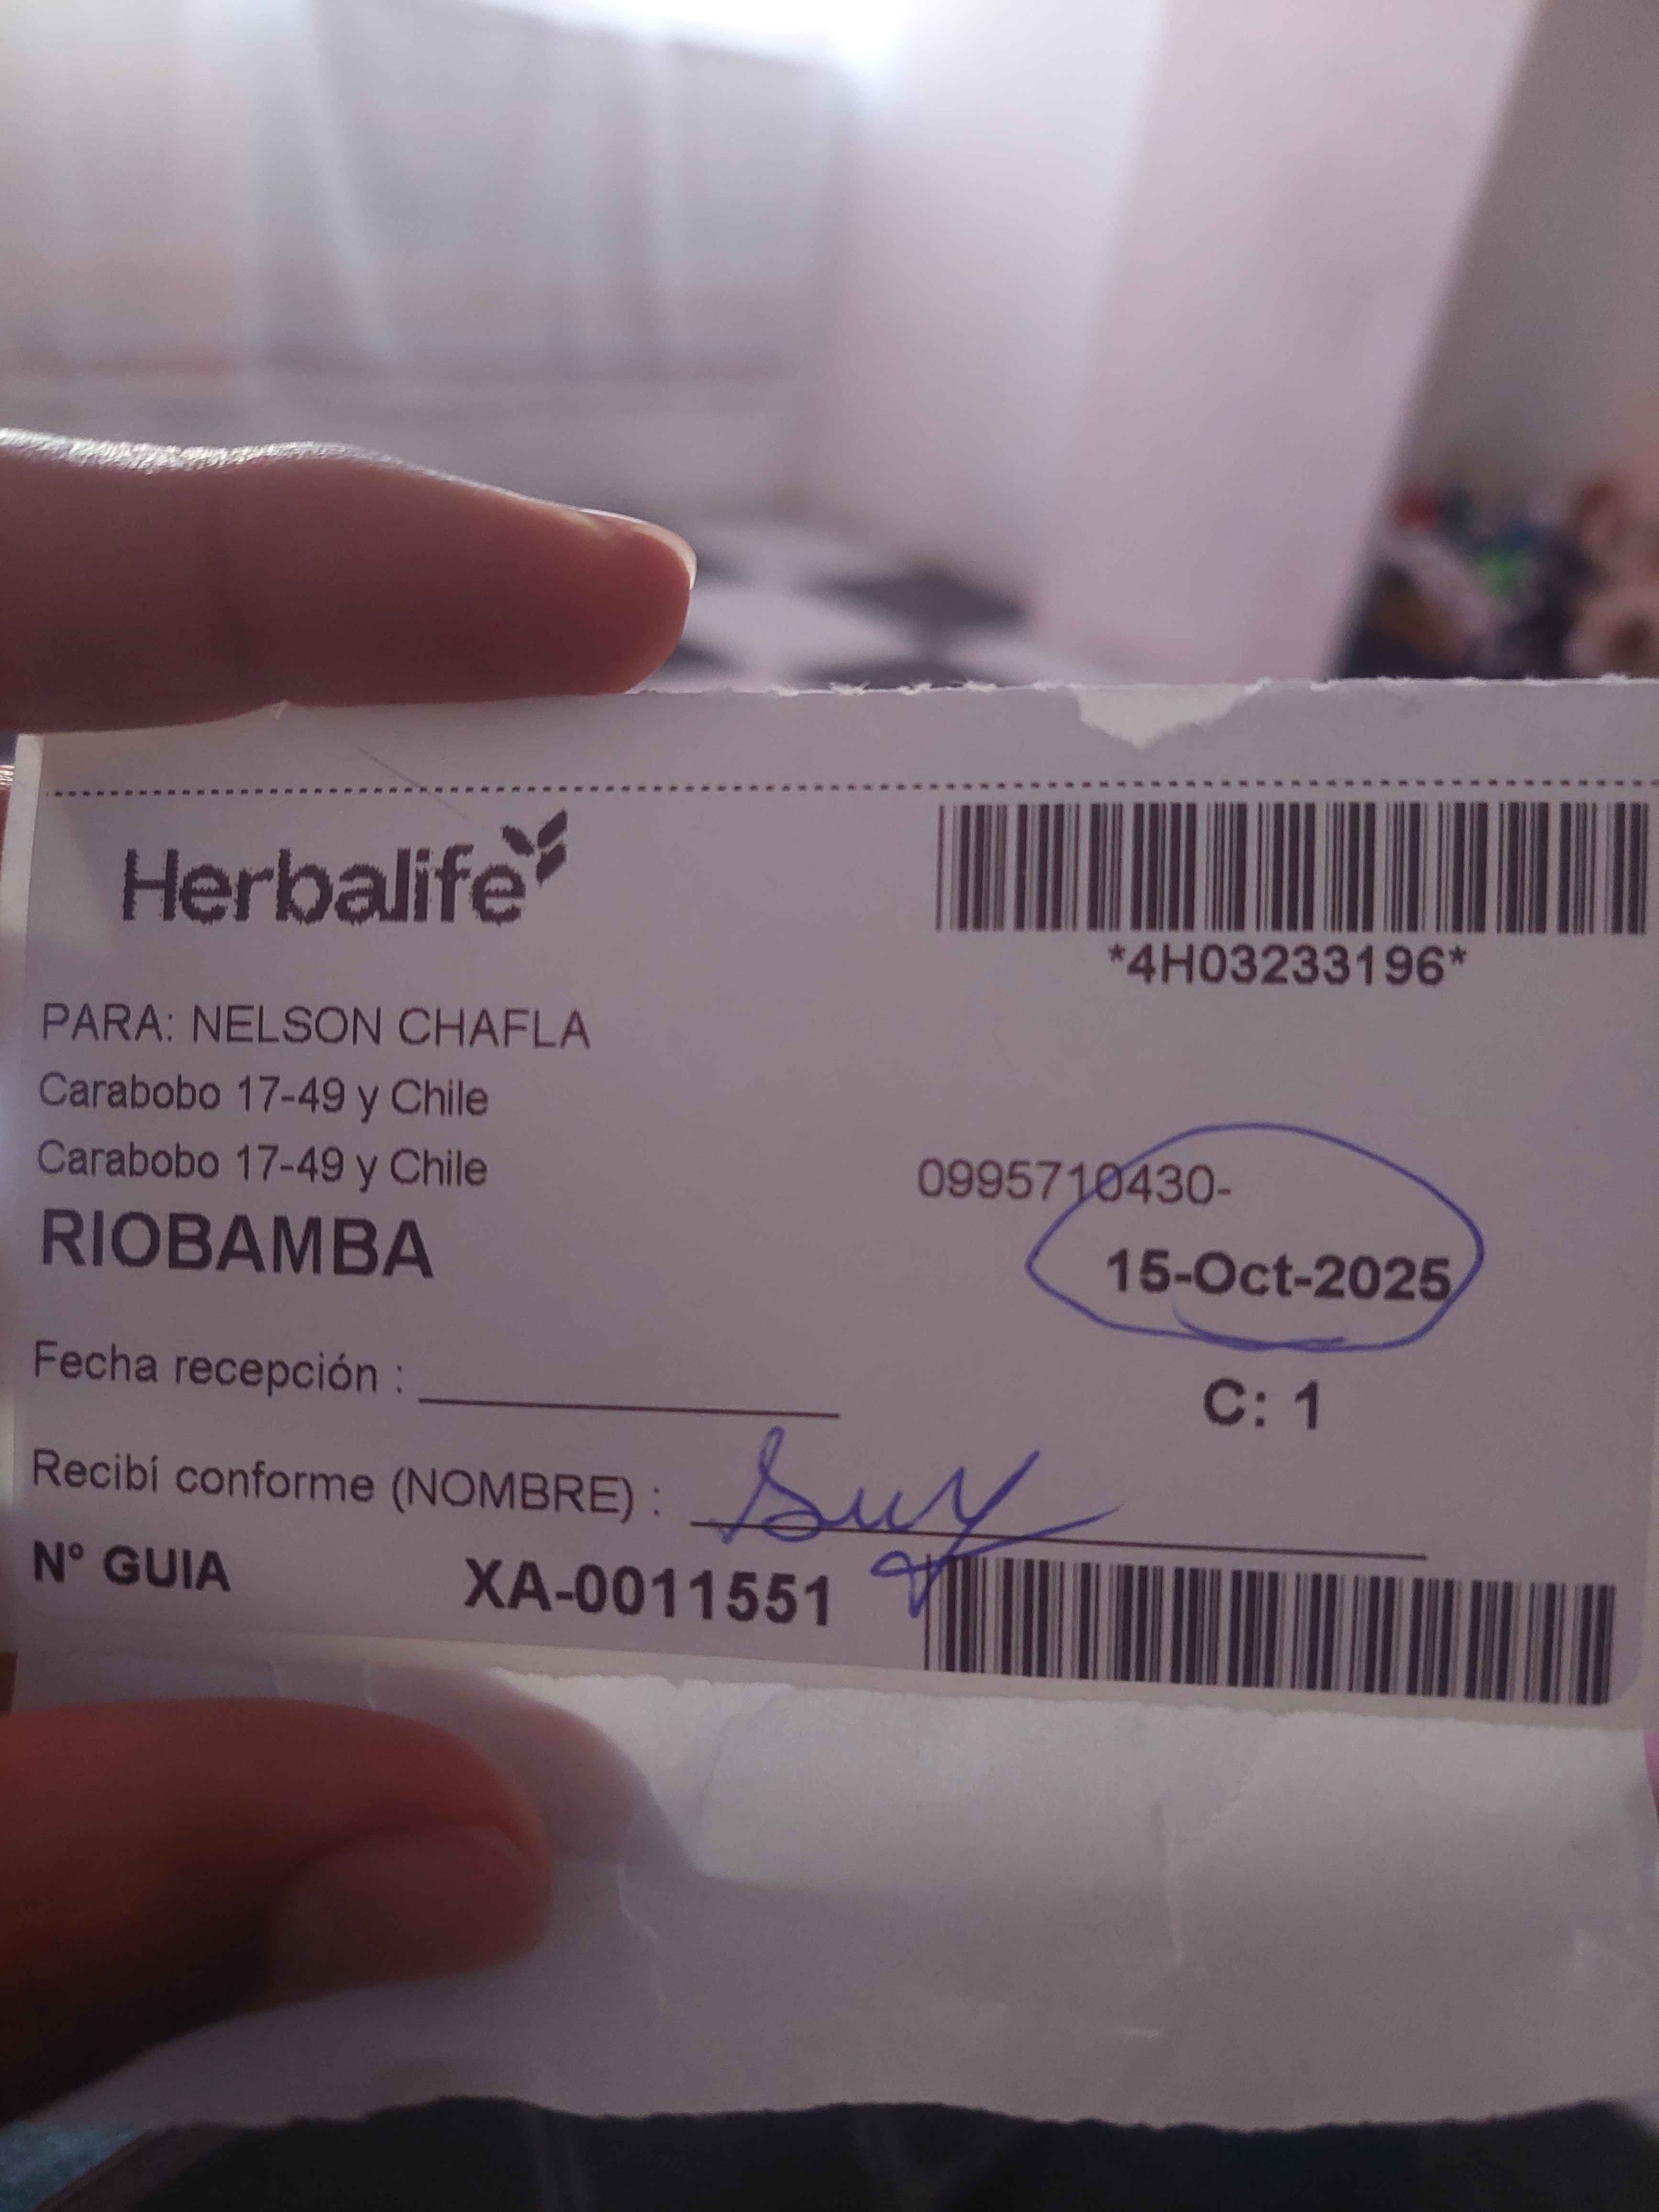 Herbalife
*4H03233196*
PARA: NELSON CHAFLA
Carabobo 17-49 y Chile
Carabobo 17-49 y Chile
0995710430-
RIOBAMBA
15-Oct-2025
Fecha recepción :
C: 1
Recibí conforme (NOMBRE) :
N° GUIA XA-0011551